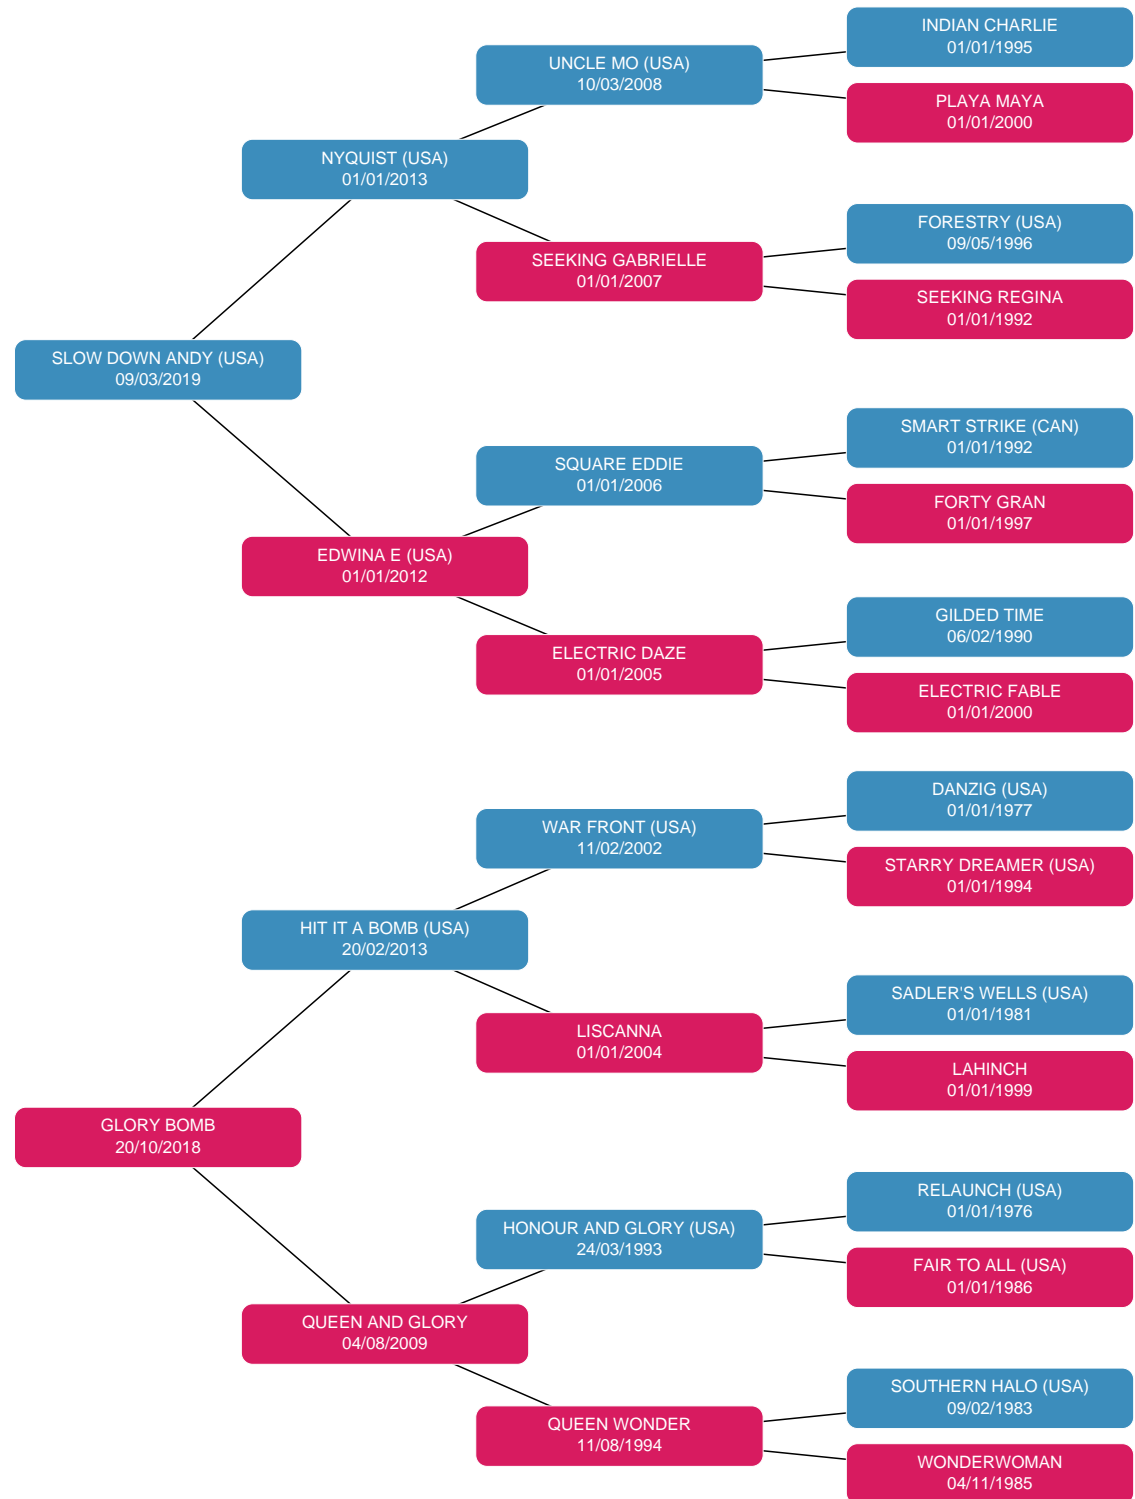 INDIAN CHARLIE
01/01/1995
UNCLE MO (USA)
10/03/2008
PLAYA MAYA
01/01/2000
NYQUIST (USA)
01/01/2013
FORESTRY (USA)
09/05/1996
SEEKING GABRIELLE
01/01/2007
SEEKING REGINA
01/01/1992
SLOW DOWN ANDY (USA)
09/03/2019
SMART STRIKE (CAN)
01/01/1992
SQUARE EDDIE
01/01/2006
FORTY GRAN
01/01/1997
EDWINA E (USA)
01/01/2012
GILDED TIME
06/02/1990
ELECTRIC DAZE
01/01/2005
ELECTRIC FABLE
01/01/2000
DANZIG (USA)
01/01/1977
WAR FRONT (USA)
11/02/2002
STARRY DREAMER (USA)
01/01/1994
HIT IT A BOMB (USA)
20/02/2013
SADLER'S WELLS (USA)
01/01/1981
LISCANNA
01/01/2004
LAHINCH
01/01/1999
GLORY BOMB
20/10/2018
RELAUNCH (USA)
01/01/1976
HONOUR AND GLORY (USA)
24/03/1993
FAIR TO ALL (USA)
01/01/1986
QUEEN AND GLORY
04/08/2009
SOUTHERN HALO (USA)
09/02/1983
QUEEN WONDER
11/08/1994
WONDERWOMAN
04/11/1985